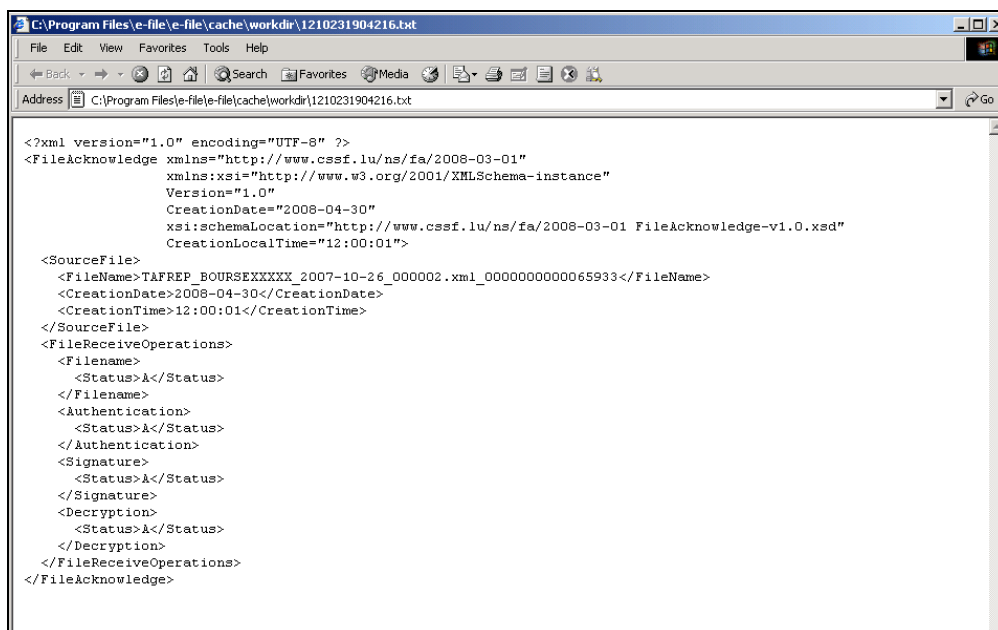 C:\Program Files\e-file\e-file\cache\workdir\1210231904216.txt
File Edit View Favorites Tools Help
Back Search Favorites Media
Address C:\Program Files\e-file\e-file\cache\workdir\1210231904216.txt Go
<?xml version="1.0" encoding="UTF-8" ?>
<FileAcknowledge xmlns="http://www.cssf.lu/ns/fa/2008-03-01"
xmlns:xsi="http://www.w3.org/2001/XMLSchema-instance"
Version="1.0"
CreationDate="2008-04-30"
xsi:schemaLocation="http://www.cssf.lu/ns/fa/2008-03-01 FileAcknowledge-v1.0.xsd"
CreationLocalTime="12:00:01">
<SourceFile>
<FileName>TAFREP_BOURSEXXXXX_2007-10-26_000002.xml_0000000000065933</FileName>
<CreationDate>2008-04-30</CreationDate>
<CreationTime>12:00:01</CreationTime>
</SourceFile>
<FileReceiveOperations>
<Filename>
<Status>A</Status>
</Filename>
<Authentication>
<Status>A</Status>
</Authentication>
<Signature>
<Status>A</Status>
</Signature>
<Decryption>
<Status>A</Status>
</Decryption>
</FileReceiveOperations>
</FileAcknowledge>